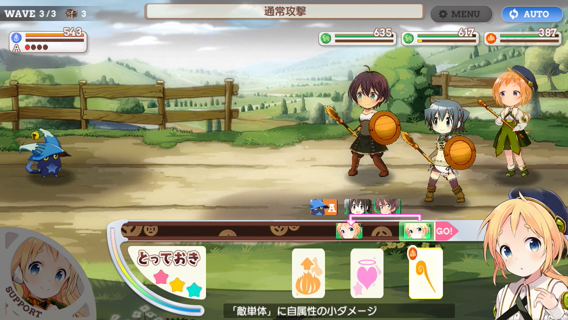 WAVE 3/3 3
通常攻撃
MENU
AUTO
543
A
635
617
387
A
GO!
とっておき
SUPPORT
「敵単体」に自属性の小ダメージ